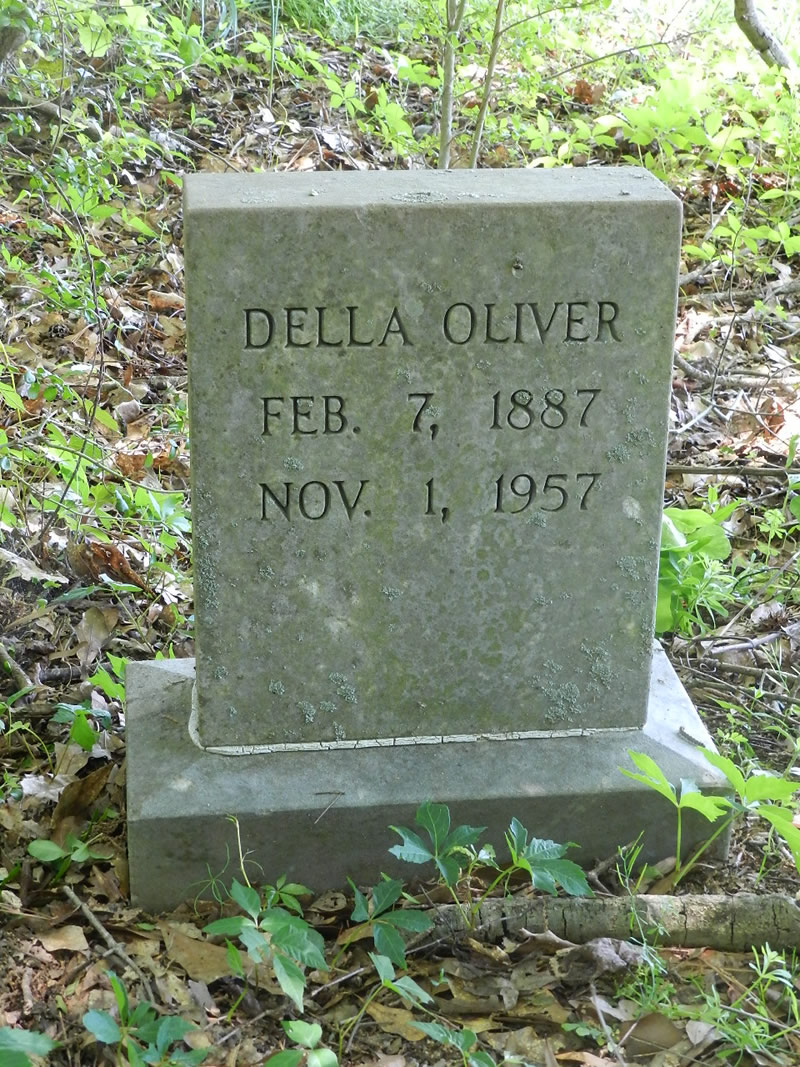 DELLA OLIVER
FEB. 7, 1887
NOV. 1, 1957